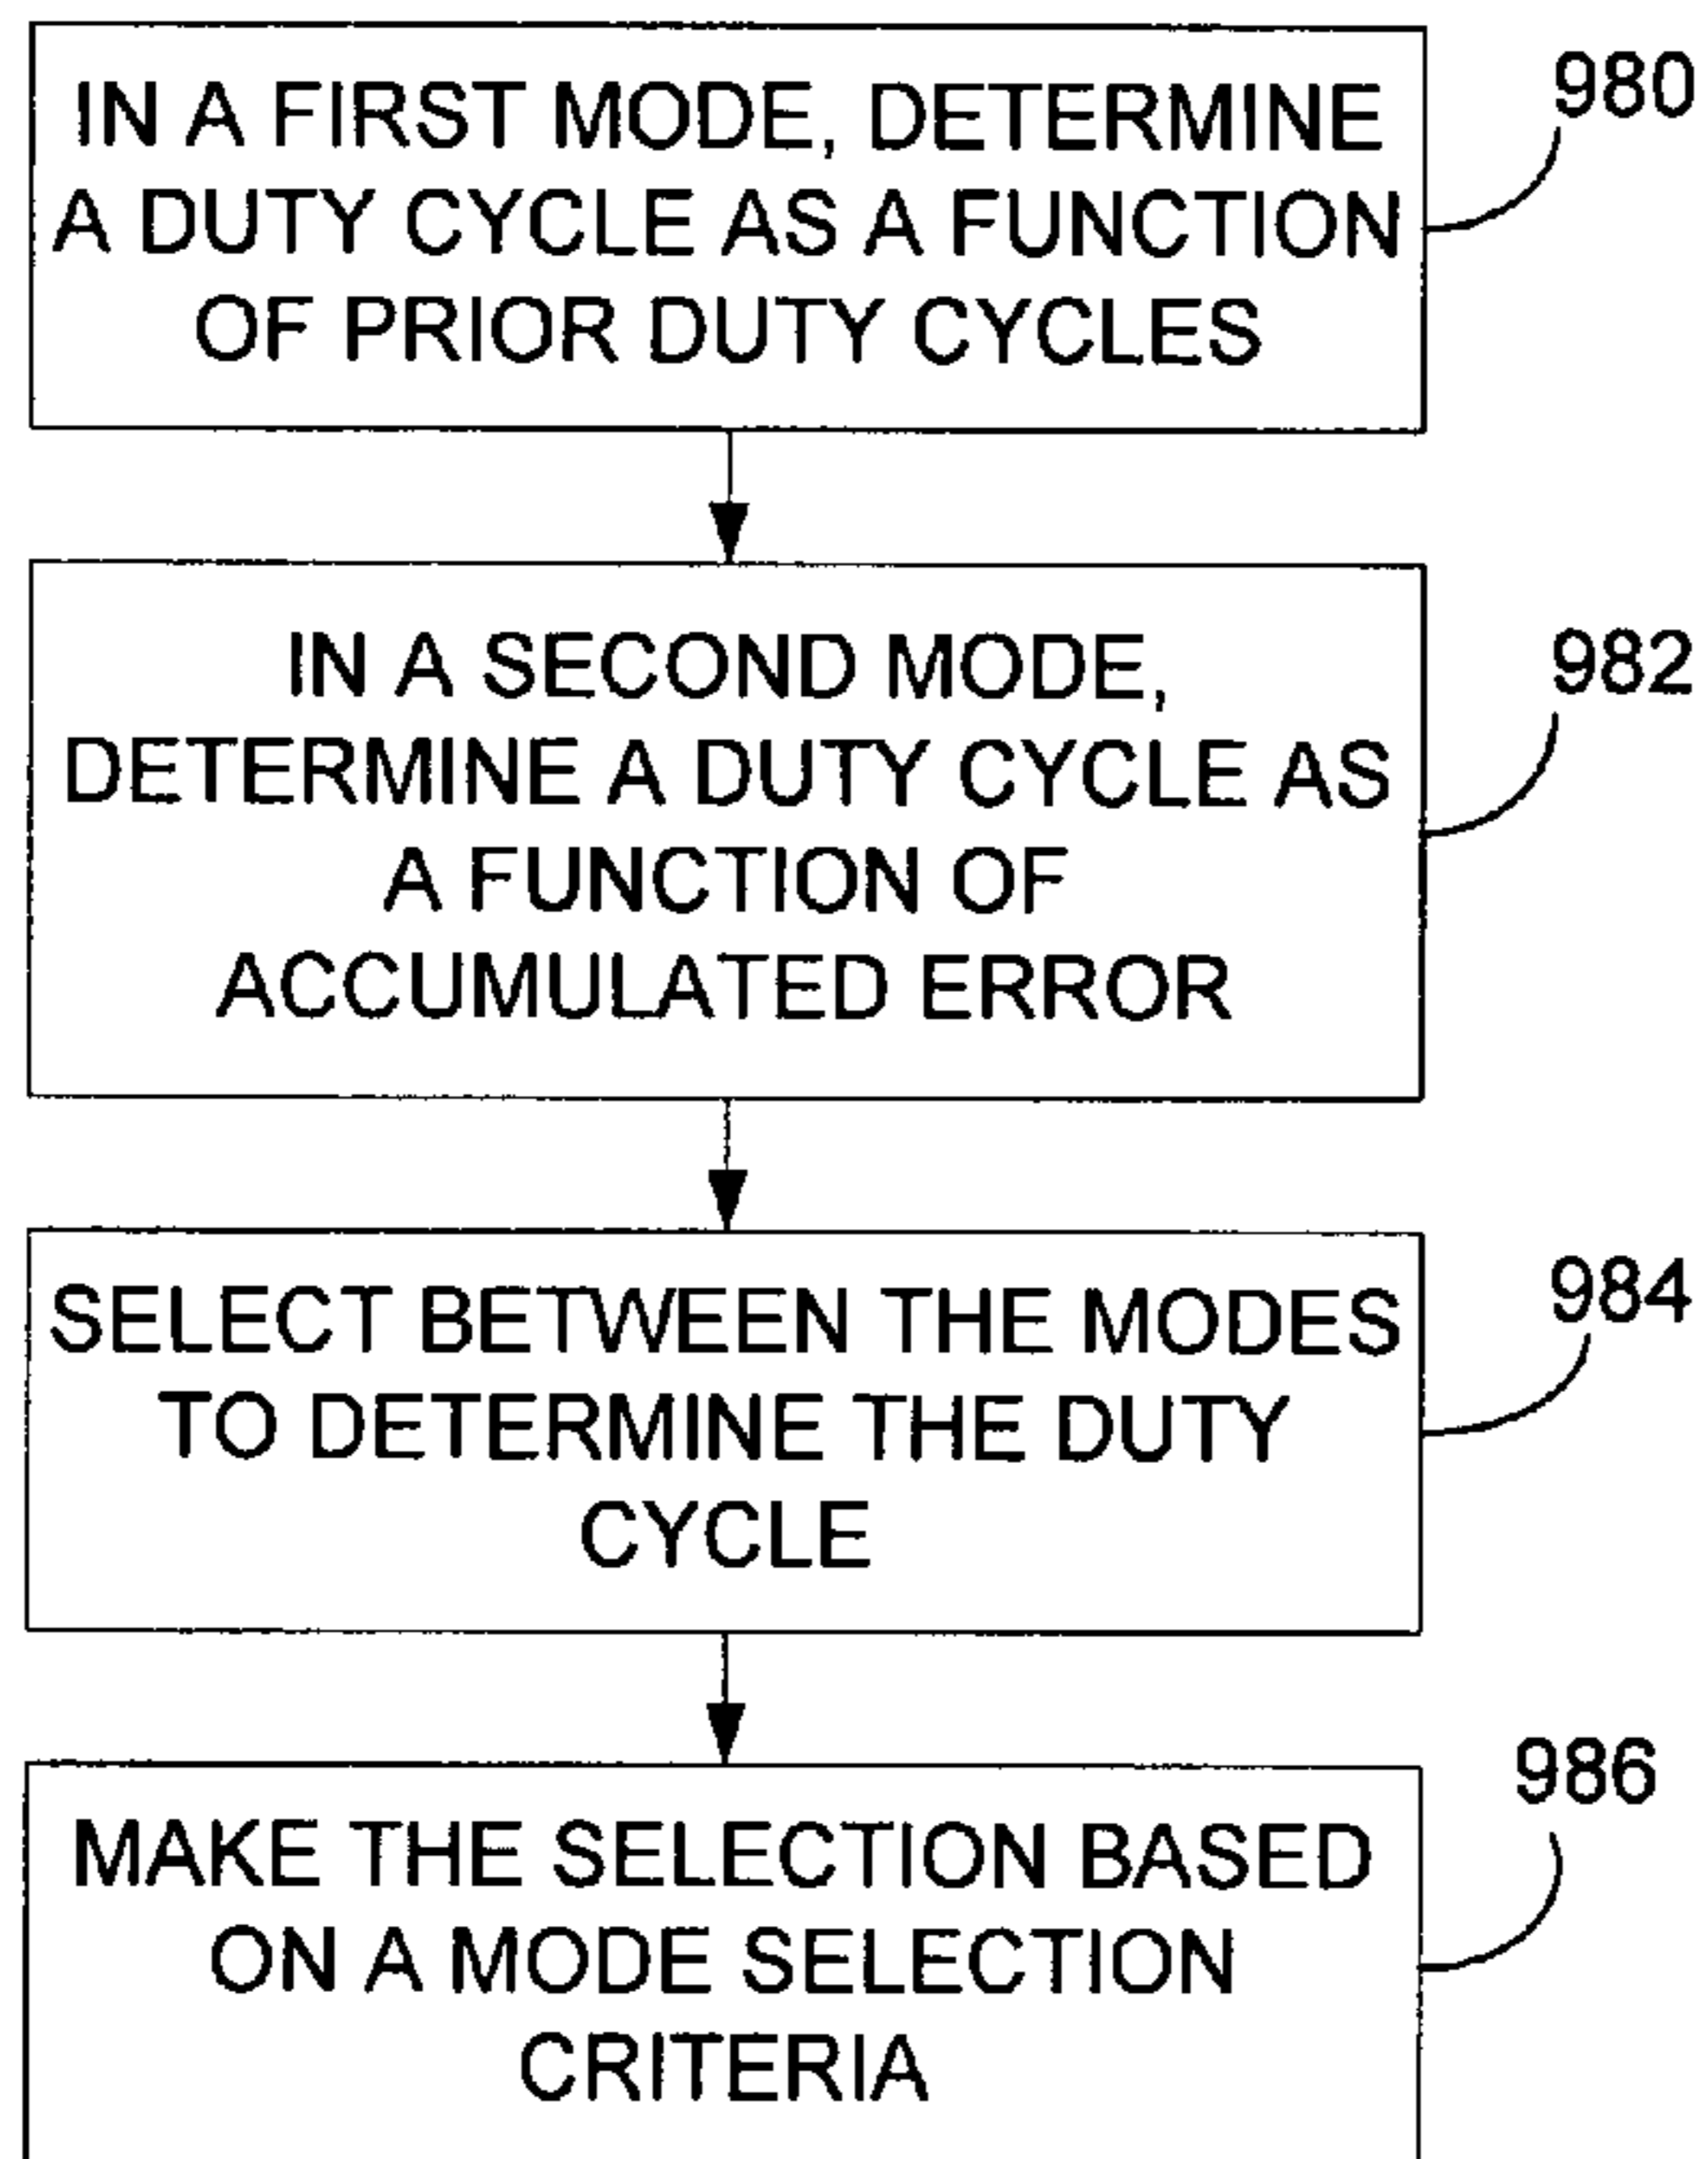 IN A FIRST MODE, DETERMINE
A DUTY CYCLE AS A FUNCTION
OF PRIOR DUTY CYCLES
980
IN A SECOND MODE,
DETERMINE A DUTY CYCLE AS
A FUNCTION OF
ACCUMULATED ERROR
982
SELECT BETWEEN THE MODES
TO DETERMINE THE DUTY
CYCLE
984
MAKE THE SELECTION BASED
ON A MODE SELECTION
CRITERIA
986